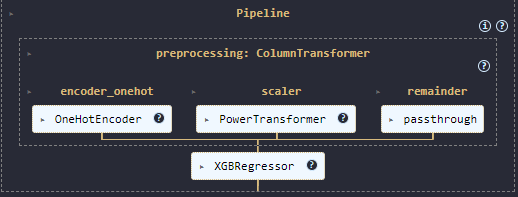 Pipeline
i ?
preprocessing: ColumnTransformer
?
encoder_onehot scaler remainder
OneHotEncoder ? PowerTransformer ? passthrough
XGBRegressor ?